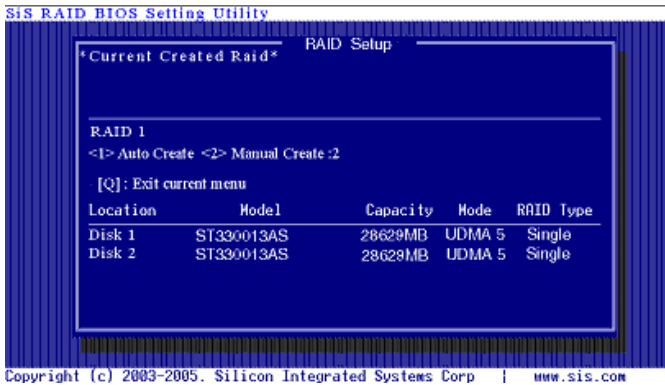 SiS RAID BIOS Setting Utility
RAID Setup
*Current Created Raid*
RAID 1
<1> Auto Create <2> Manual Create :2
[Q] : Exit current menu
Location Model Capacity Mode RAID Type
Disk 1 ST330013AS 28629MB UDMA 5 Single
Disk 2 ST330013AS 28629MB UDMA 5 Single
Copyright (c) 2003-2005. Silicon Integrated Systems Corp | www.sis.com